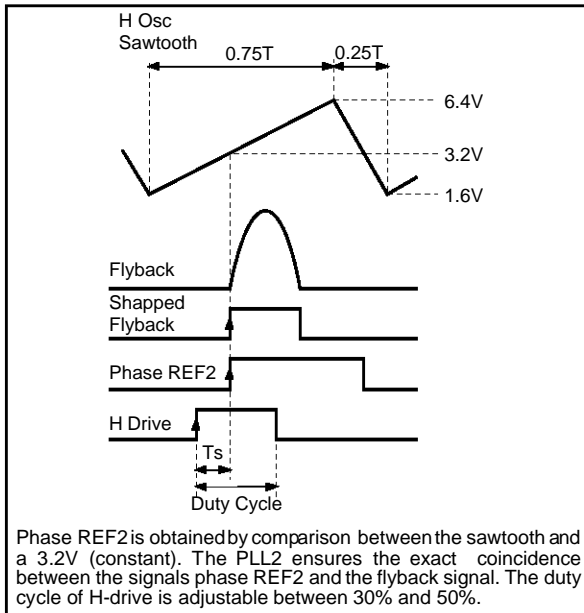 H Osc
Sawtooth
0.75T
0.25T
6.4V
3.2V
1.6V
Flyback
Shapped
Flyback
Phase REF2
H Drive
Ts
Duty Cycle
Phase REF2 is obtained by comparison between the sawtooth and
a 3.2V (constant). The PLL2 ensures the exact coincidence
between the signals phase REF2 and the flyback signal. The duty
cycle of H-drive is adjustable between 30% and 50%.